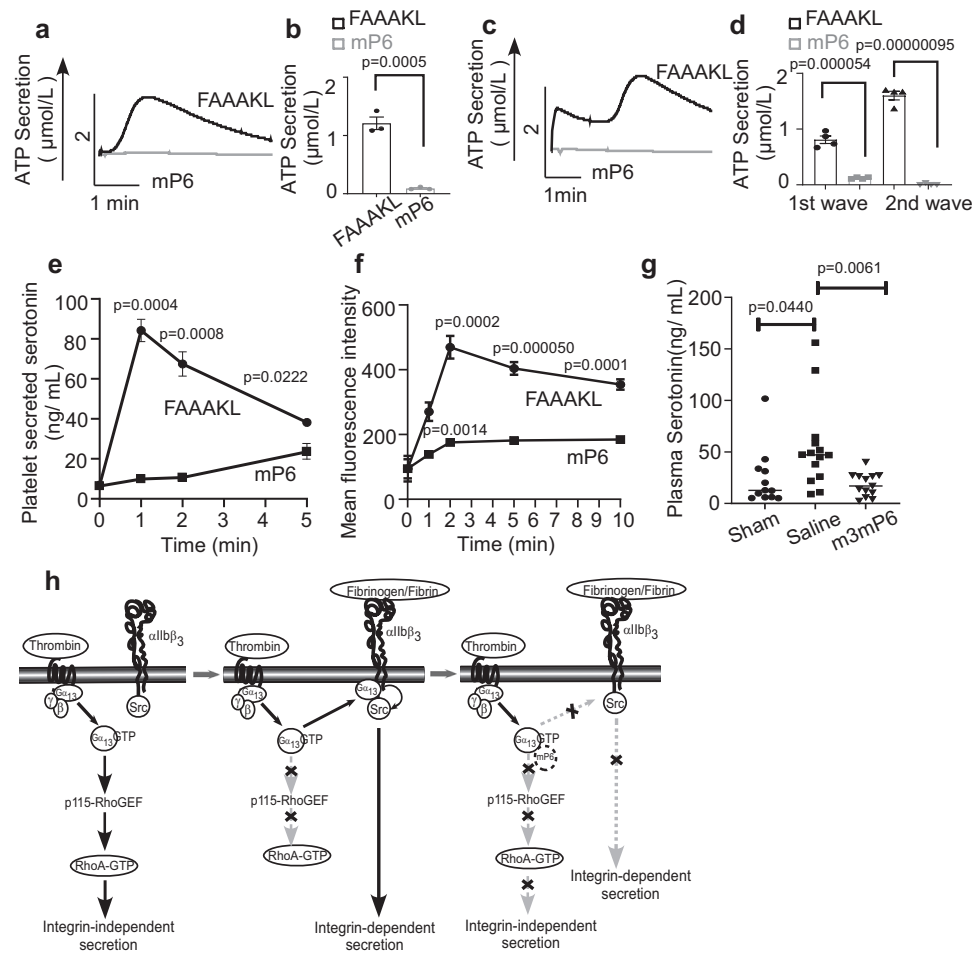 a
ATP Secretion
( μmol/L)
2
FAAAKL
mP6
1 min
b
FAAAKL
mP6
p=0.0005
ATP Secretion
(μmol/L)
2
1
0
FAAAKL
mP6
c
ATP Secretion
( μmol/L)
2
FAAAKL
mP6
1min
d
p=0.00000095
p=0.000054
ATP Secretion
(μmol/L)
2
1
0
1st wave
2nd wave
e
Platelet secreted serotonin
(ng/ mL)
100
80
60
40
20
0
p=0.0004
p=0.0008
p=0.0222
FAAAKL
mP6
0 1 2 3 4 5
Time (min)
f
Mean fluorescence intensity
600
400
200
0
p=0.0002
p=0.000050
p=0.0001
FAAAKL
p=0.0014
mP6
0 1 2 3 4 5 5 6 7 8 9 10
Time (min)
g
p=0.0061
p=0.0440
Plasma Serotonin(ng/ mL)
200
150
100
50
0
Sham
Saline
m3mP6
h
Thrombin
αIIbβ3
Gα13
γ
β
Src
Gα13GTP
p115-RhoGEF
RhoA-GTP
Integrin-independent
secretion
Fibrinogen/Fibrin
Thrombin
αIIbβ3
Gα13
γ
β
Gα13
Src
Gα13GTP
p115-RhoGEF
RhoA-GTP
Integrin-dependent
secretion
Fibrinogen/Fibrin
Thrombin
αIIbβ3
Gα13
γ
β
Src
Gα13GTP
mP6
p115-RhoGEF
RhoA-GTP
Integrin-dependent
secretion
Integrin-independent
secretion